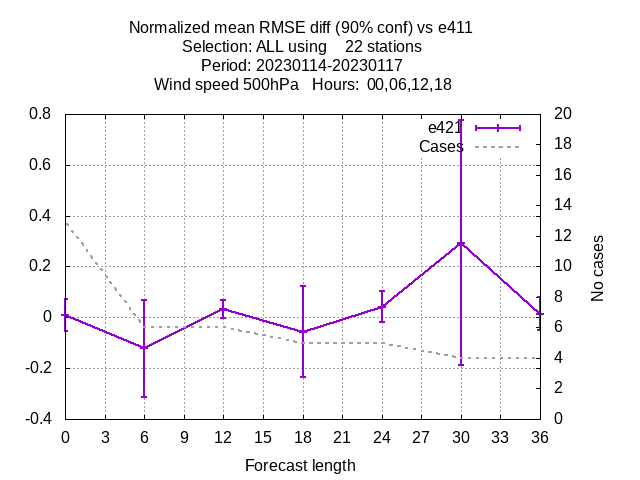 Normalized mean RMSE diff (90% conf) vs e411
Selection: ALL using    22 stations
Period: 20230114-20230117
Wind speed 500hPa   Hours:  00,06,12,18
e421
Cases
0.8
0.6
0.4
0.2
0
-0.2
-0.4
20
18
16
14
12
10
8
6
4
2
0
No cases
0 3 6 9 12 15 18 21 24 27 30 33 36
Forecast length